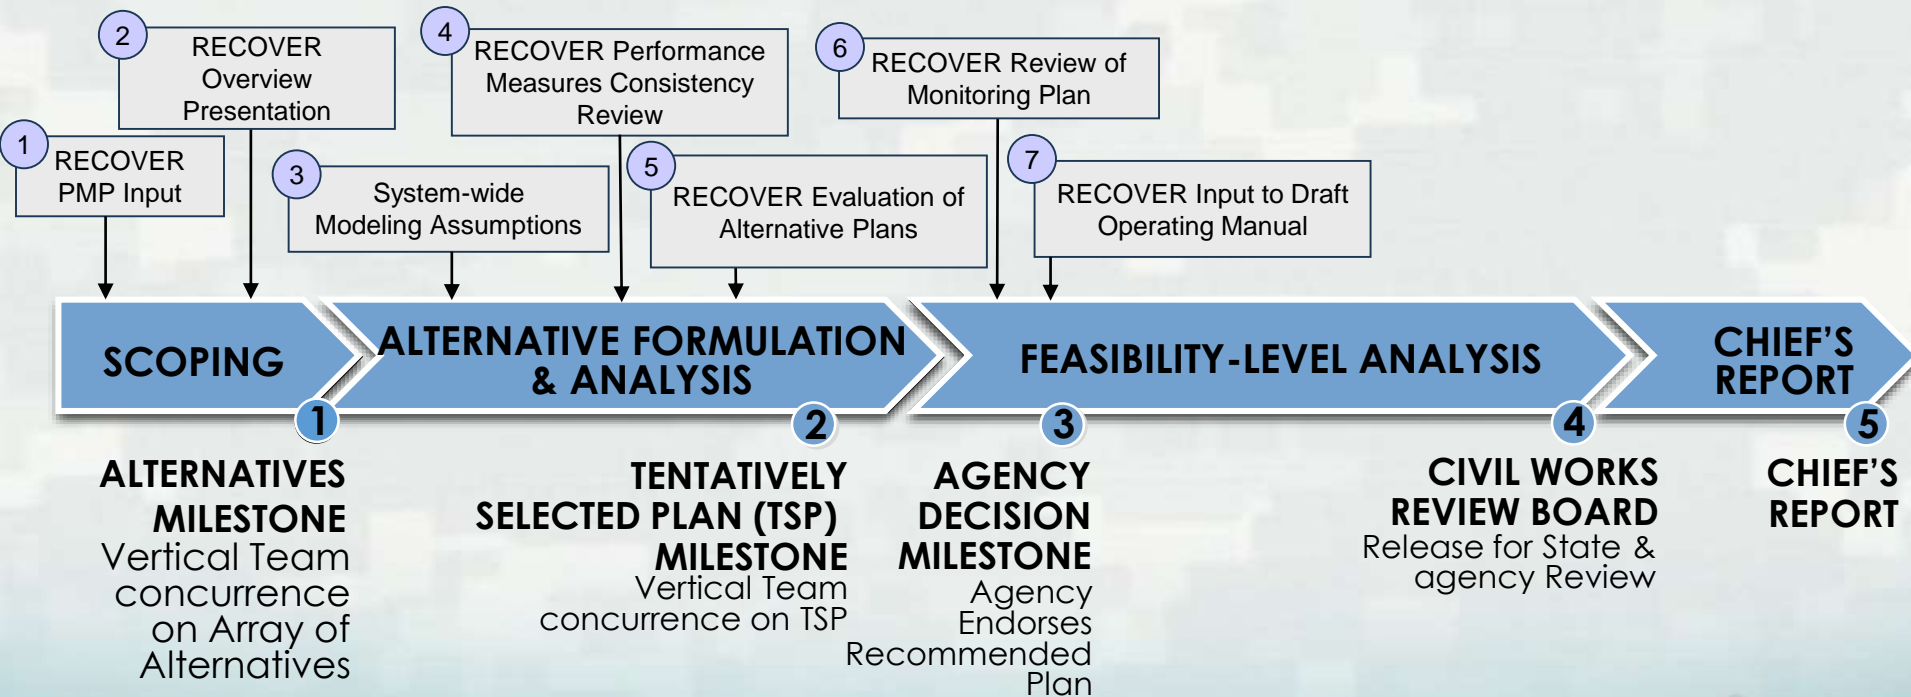 1
RECOVER
PMP Input
2
RECOVER
Overview
Presentation
3
System-wide
Modeling Assumptions
4
RECOVER Performance
Measures Consistency
Review
5
RECOVER Evaluation of
Alternative Plans
6
RECOVER Review of
Monitoring Plan
7
RECOVER Input to Draft
Operating Manual
SCOPING
ALTERNATIVE FORMULATION
& ANALYSIS
FEASIBILITY-LEVEL ANALYSIS
CHIEF'S
REPORT
1
ALTERNATIVES
MILESTONE
Vertical Team
concurrence
on Array of
Alternatives
2
TENTATIVELY
SELECTED PLAN (TSP)
MILESTONE
Vertical Team
concurrence on TSP
3
AGENCY
DECISION
MILESTONE
Agency
Endorses
Recommended
Plan
4
CIVIL WORKS
REVIEW BOARD
Release for State &
agency Review
5
CHIEF'S
REPORT